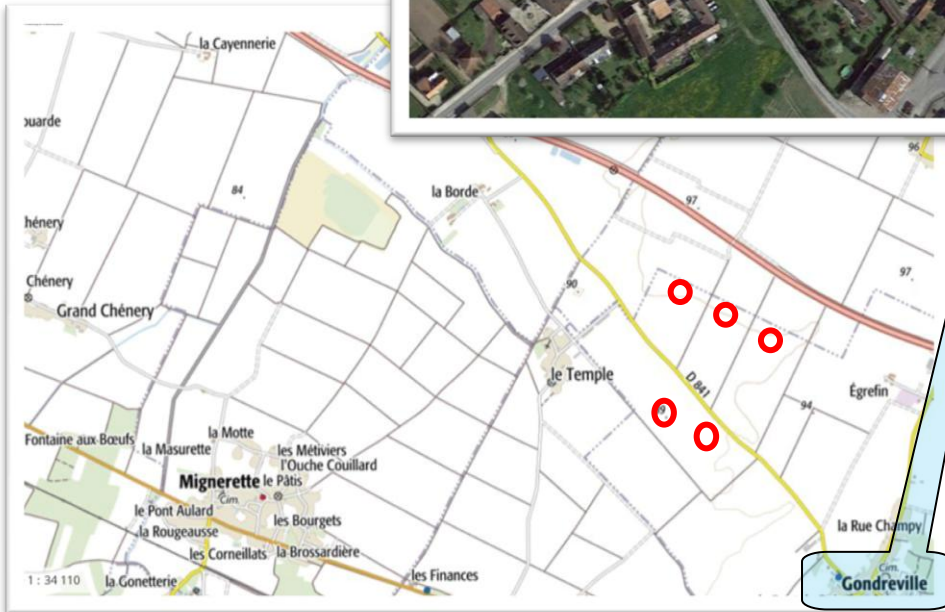 la Cayennerie
ouarde
96
84
la Borde
97
hénery
97
Chénery
90
Grand Chénery
le Temple
D 841
Égrefin
94
Fontaine aux Bœufs
la Motte
la Masurette
les Métiviers
l'Ouche Couillard
Mignerette
le Pâtis
Cim.
le Pont Aulard
les Bourgets
la Rougeausse
la Rue Champy
les Corneillats
la Brossardière
Cim.
1 : 34 110
la Gonetterie
les Finances
Gondreville